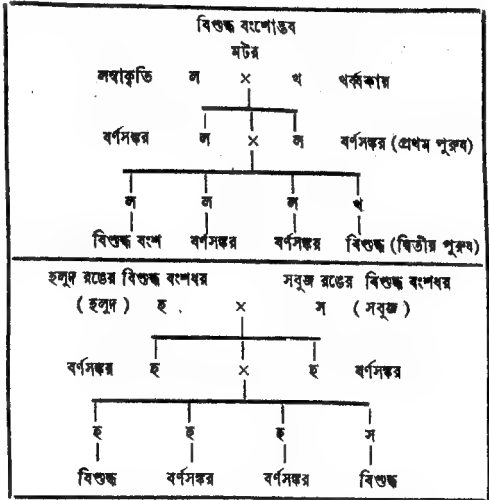 বিশুদ্ধ বংশোদ্ভব
মটর
লম্বাকৃতি ল × খ খর্ব্বকায়
বর্ণসঙ্কর ল × ল বর্ণসঙ্কর (প্রথম পুরুষ)
ল ল ল খ
বিশুদ্ধ বংশ বর্ণসঙ্কর বর্ণসঙ্কর বিশুদ্ধ (দ্বিতীয় পুরুষ)
হলুদ রঙের বিশুদ্ধ বংশধর সবুজ রঙের বিশুদ্ধ বংশধর
(হলুদ) হ × স (সবুজ)
বর্ণসঙ্কর হ × হ বর্ণসঙ্কর
হ হ হ স
বিশুদ্ধ বর্ণসঙ্কর বর্ণসঙ্কর বিশুদ্ধ